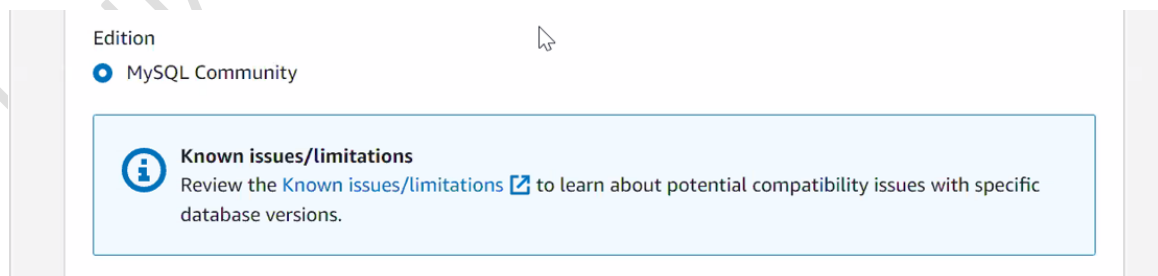 Edition
MySQL Community
Known issues/limitations
Review the Known issues/limitations to learn about potential compatibility issues with specific
database versions.